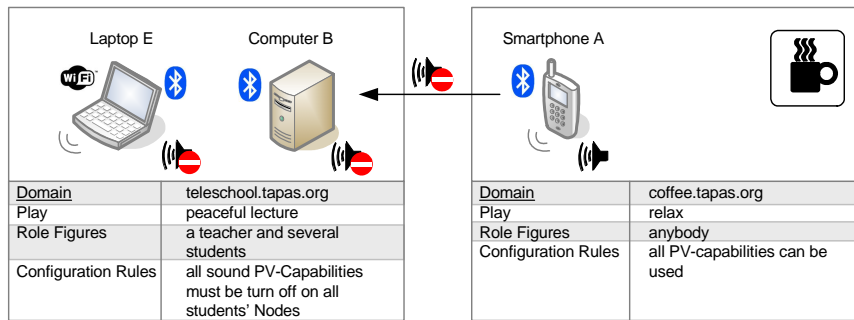 Laptop E
Computer B
WiFi
Domain teleschool.tapas.org
Play peaceful lecture
Role Figures a teacher and several
students
Configuration Rules all sound PV-Capabilities
must be turn off on all
students' Nodes
Smartphone A
Domain coffee.tapas.org
Play relax
Role Figures anybody
Configuration Rules all PV-capabilities can be
used